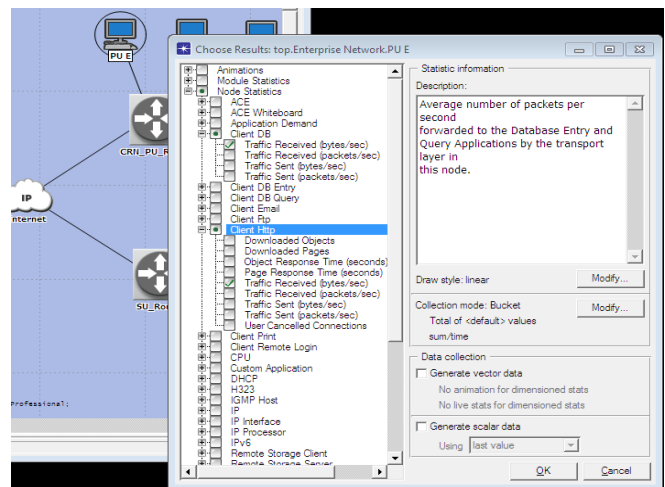 PU E
CRN_PU_R
IP
nternet
SU_Rou
Professional;
Choose Results: top.Enterprise Network.PU E
Animations
Module Statistics
Node Statistics
ACE
ACE Whiteboard
Application Demand
Client DB
Traffic Received (bytes/sec)
Traffic Received (packets/sec)
Traffic Sent (bytes/sec)
Traffic Sent (packets/sec)
Client DB Entry
Client DB Query
Client Email
Client Ftp
Client Http
Downloaded Objects
Downloaded Pages
Object Response Time (seconds)
Page Response Time (seconds)
Traffic Received (bytes/sec)
Traffic Received (packets/sec)
Traffic Sent (bytes/sec)
Traffic Sent (packets/sec)
User Cancelled Connections
Client Print
Client Remote Login
CPU
Custom Application
DHCP
H323
IGMP Host
IP
IP Interface
IP Processor
IPv6
Remote Storage Client
Remote Storage Server
Statistic information
Description:
Average number of packets per
second
forwarded to the Database Entry and
Query Applications by the transport
layer in
this node.
Draw style: linear
Modify...
Collection mode: Bucket
Modify...
Total of <default> values
sum/time
Data collection
Generate vector data
No animation for dimensioned stats
No live stats for dimensioned stats
Generate scalar data
Using last value
OK
Cancel